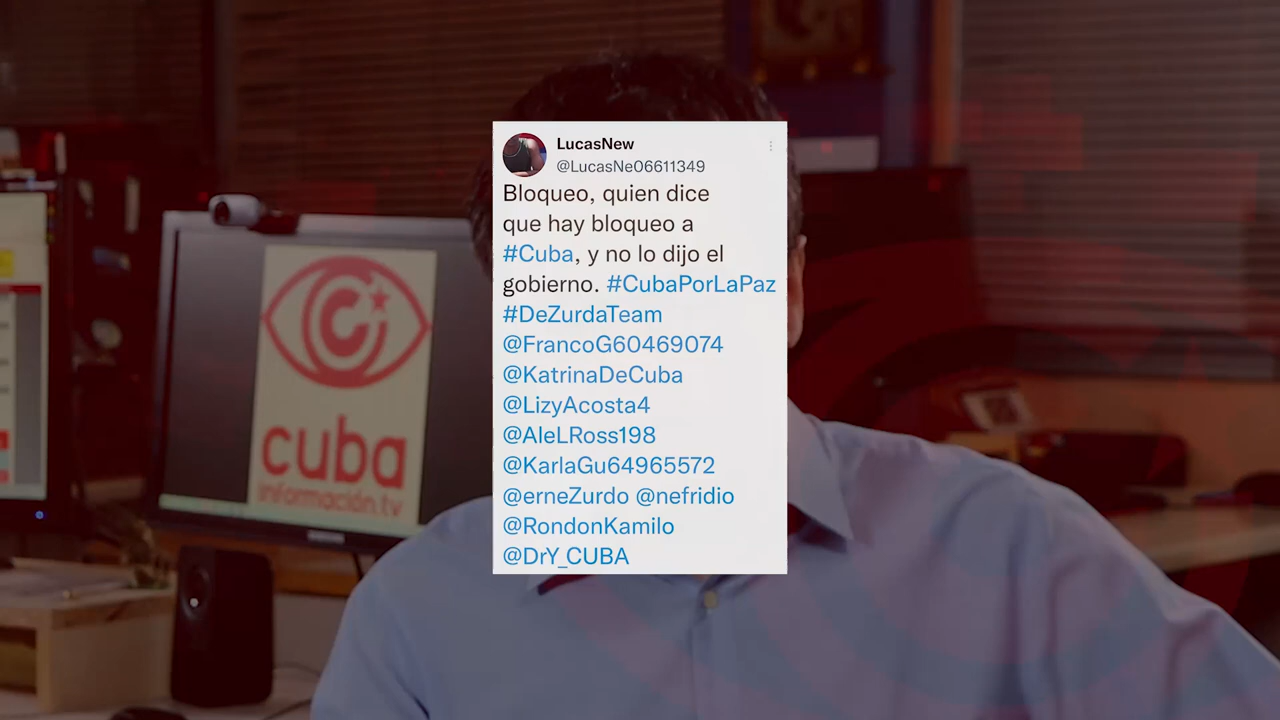 LucasNew
@LucasNe06611349
Bloqueo, quien dice
que hay bloqueo a
#Cuba, y no lo dijo el
gobierno. #CubaPorLaPaz
#DeZurdaTeam
@FrancoG60469074
@KatrinaDeCuba
@LizyAcosta4
@AleLRoss198
@KarlaGu64965572
@erneZurdo @nefridio
@RondonKamilo
@DrY_CUBA
cuba
información.tv